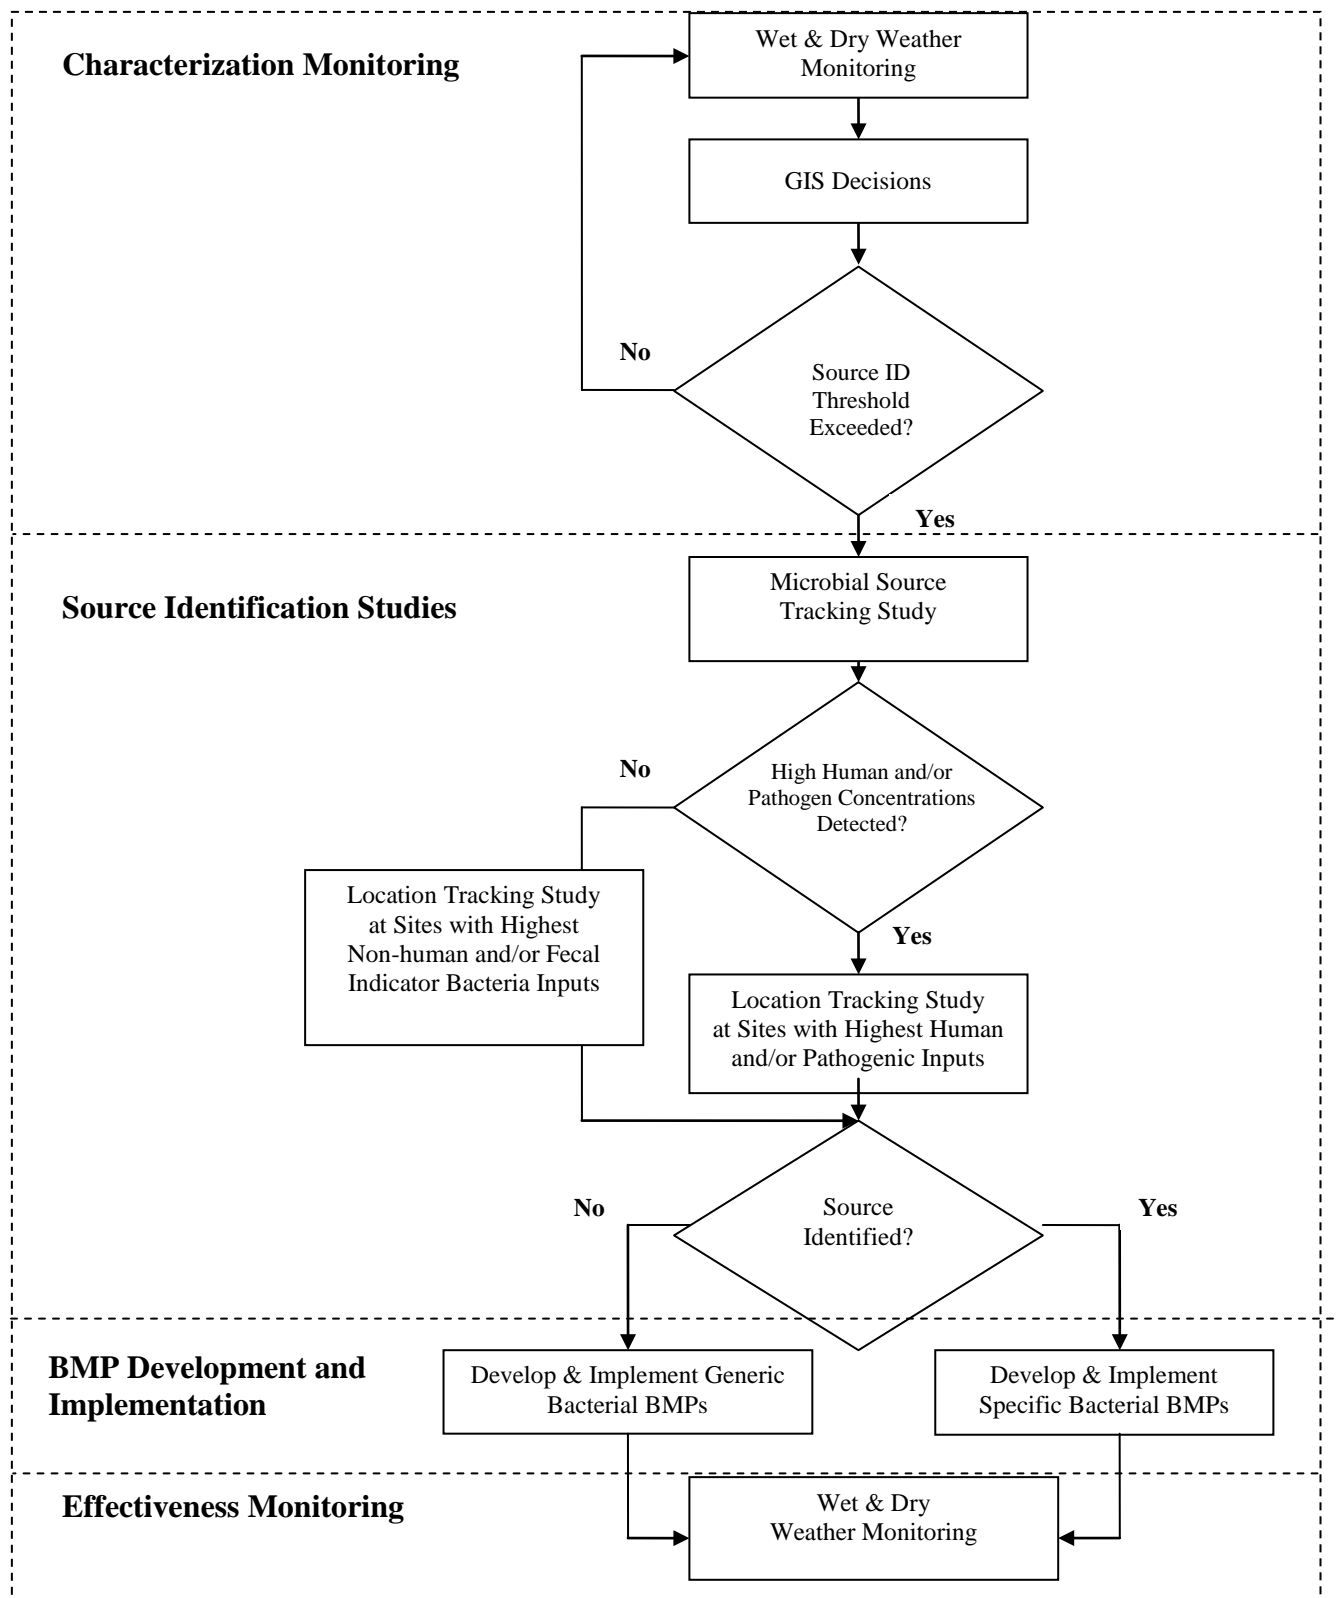 Characterization Monitoring
Wet & Dry Weather
Monitoring
GIS Decisions
No
Source ID
Threshold
Exceeded?
Yes
Source Identification Studies
Microbial Source
Tracking Study
No
High Human and/or
Pathogen Concentrations
Detected?
Location Tracking Study
at Sites with Highest
Non-human and/or Fecal
Indicator Bacteria Inputs
Yes
Location Tracking Study
at Sites with Highest Human
and/or Pathogenic Inputs
No
Source
Identified?
Yes
BMP Development and
Implementation
Develop & Implement Generic
Bacterial BMPs
Develop & Implement
Specific Bacterial BMPs
Effectiveness Monitoring
Wet & Dry
Weather Monitoring